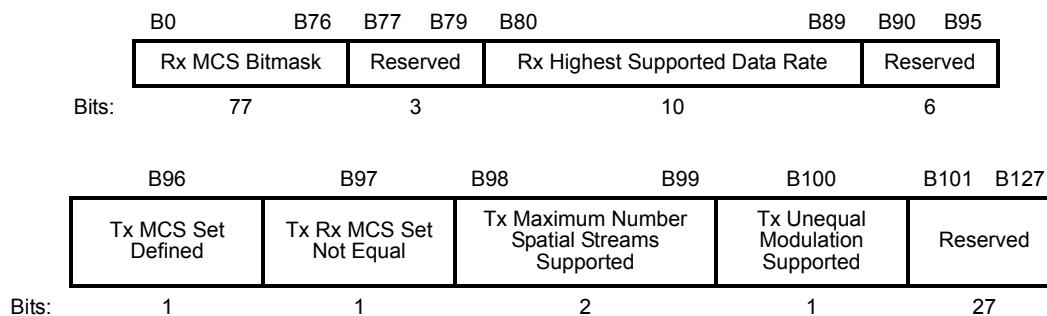 B0 B76 B77 B79 B80 B89 B90 B95
Rx MCS Bitmask Reserved Rx Highest Supported Data Rate Reserved
Bits: 77 3 10 6
B96 B97 B98 B99 B100 B101 B127
Tx MCS Set
Defined
Tx Rx MCS Set
Not Equal
Tx Maximum Number
Spatial Streams
Supported
Tx Unequal
Modulation
Supported
Reserved
Bits: 1 1 2 1 27